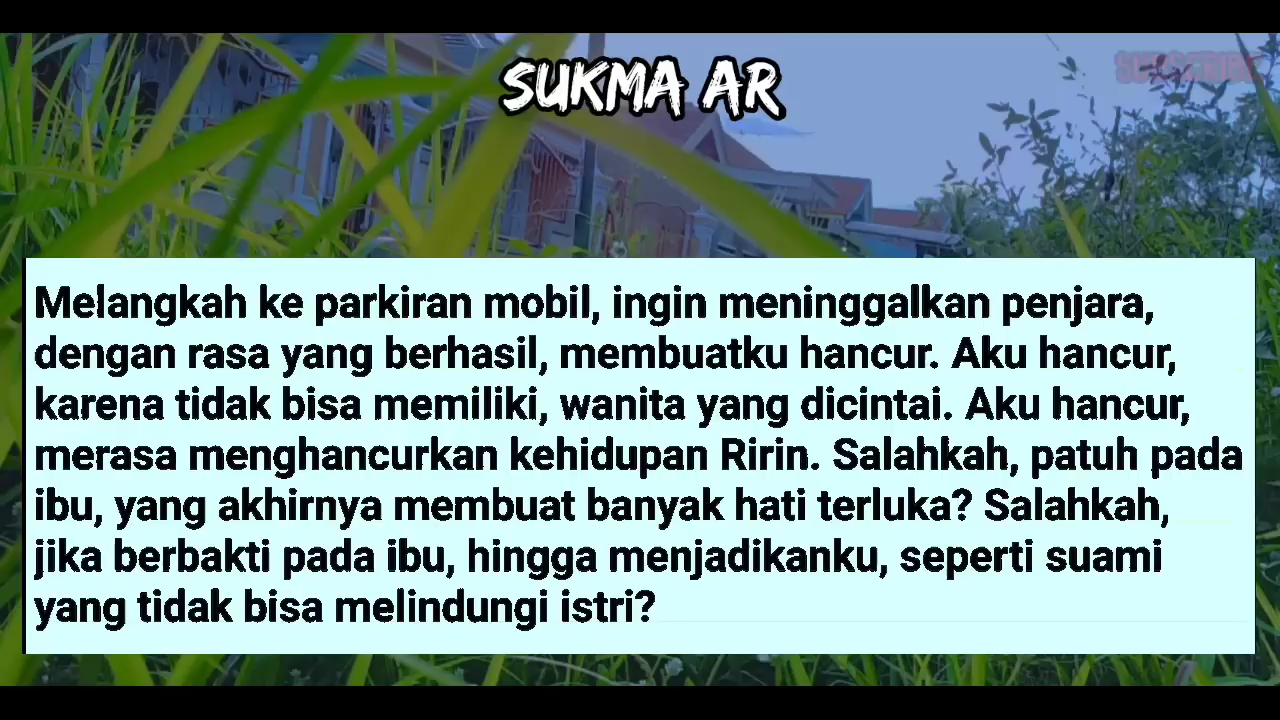 SUKMA AR
SUBSCRIBE
Melangkah ke parkiran mobil, ingin meninggalkan penjara,
dengan rasa yang berhasil, membuatku hancur. Aku hancur,
karena tidak bisa memiliki, wanita yang dicintai. Aku hancur,
merasa menghancurkan kehidupan Ririn. Salahkah, patuh pada
ibu, yang akhirnya membuat banyak hati terluka? Salahkah,
jika berbakti pada ibu, hingga menjadikanku, seperti suami
yang tidak bisa melindungi istri?